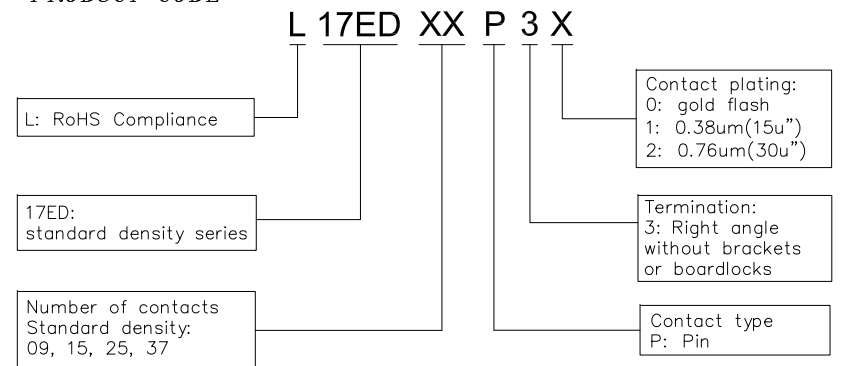 L 17ED XX P 3 X
L: RoHS Compliance
17ED:
standard density series
Number of contacts
Standard density:
09, 15, 25, 37
Contact plating:
0: gold flash
1: 0.38um(15u")
2: 0.76um(30u")
Termination:
3: Right angle
without brackets
or boardlocks
Contact type
P: Pin